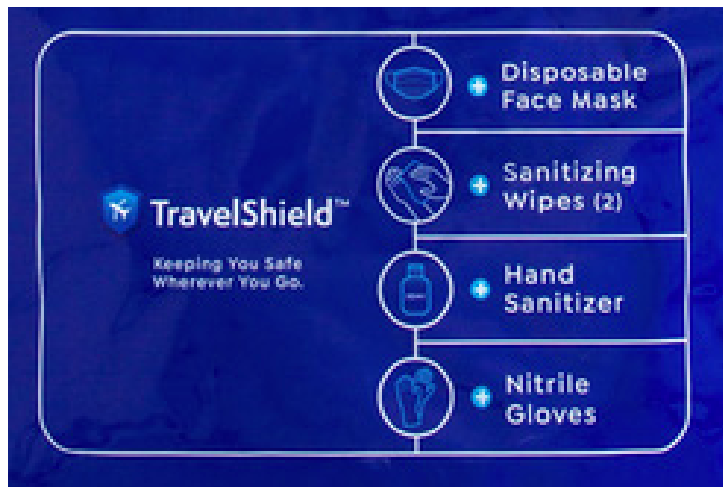 TravelShield™
Keeping You Safe
Wherever You Go.
Disposable
Face Mask
Sanitizing
Wipes (2)
Hand
Sanitizer
Nitrile
Gloves